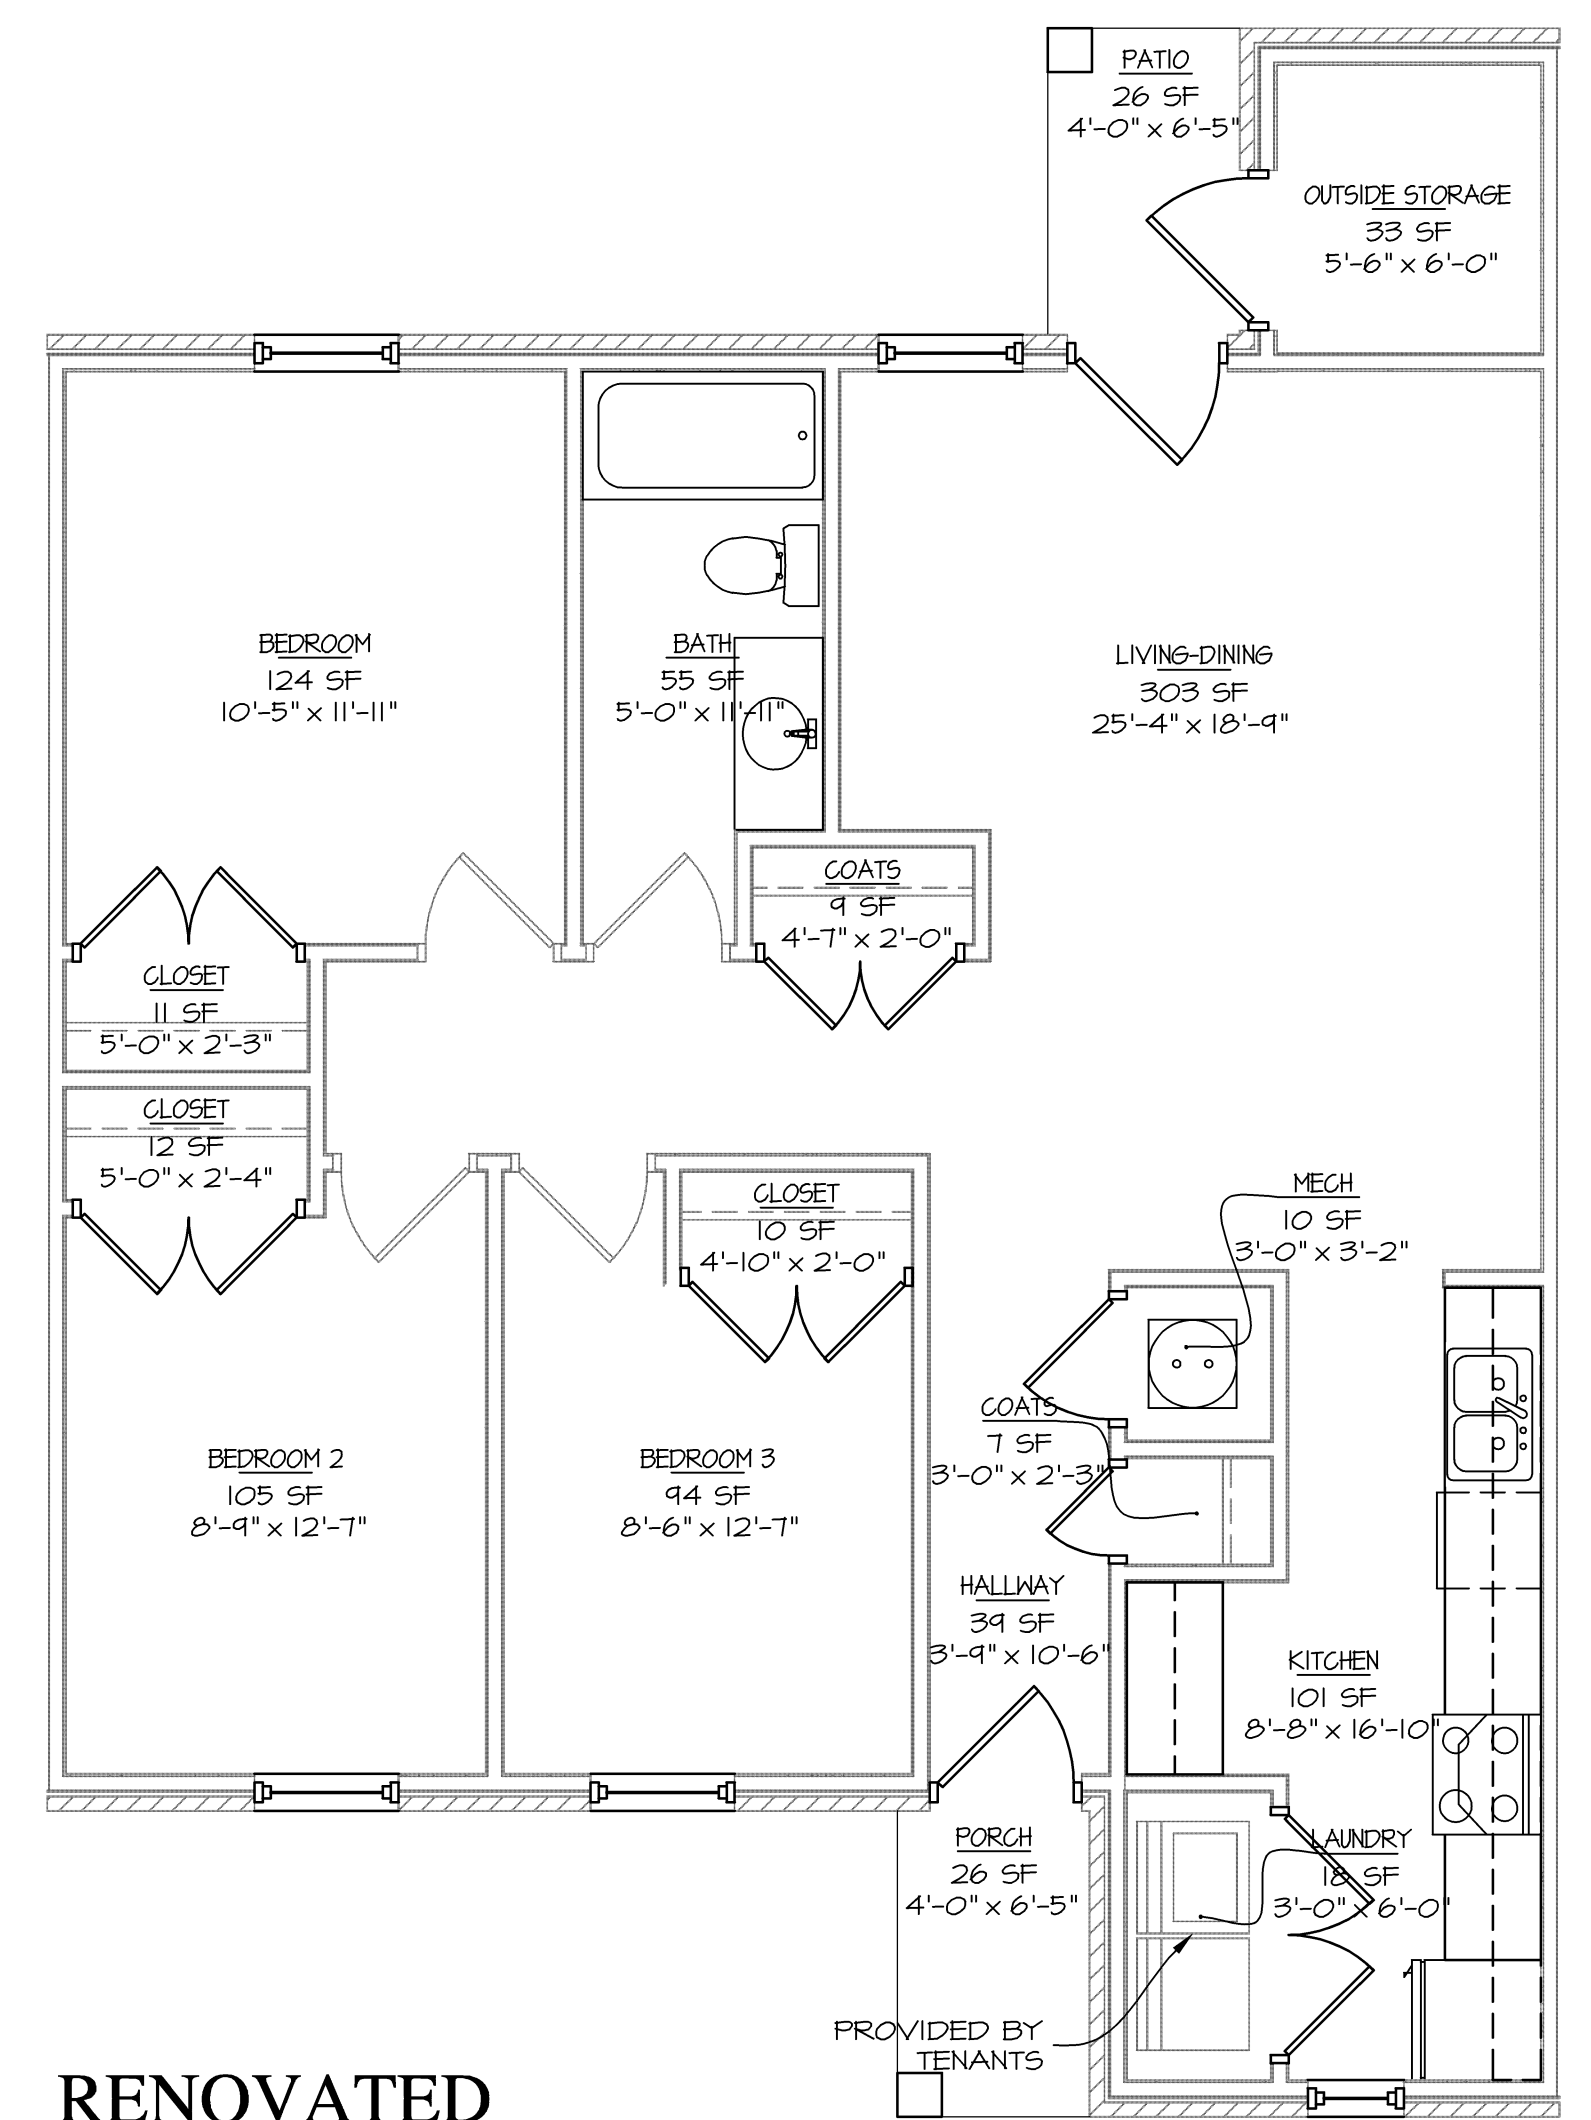 PATIO
26 SF
4'-0" x 6'-5"
OUTSIDE STORAGE
33 SF
5'-6" x 6'-0"
BEDROOM
124 SF
10'-5" x 11'-11"
BATH
55 SF
5'-0" x 11'-11"
LIVING-DINING
303 SF
25'-4" x 18'-9"
COATS
9 SF
4'-7" x 2'-0"
CLOSET
11 SF
5'-0" x 2'-3"
CLOSET
12 SF
5'-0" x 2'-4"
CLOSET
10 SF
4'-10" x 2'-0"
MECH
10 SF
3'-0" x 3'-2"
COATS
7 SF
3'-0" x 2'-3"
BEDROOM 2
105 SF
8'-9" x 12'-7"
BEDROOM 3
94 SF
8'-6" x 12'-7"
HALLWAY
39 SF
3'-9" x 10'-6"
KITCHEN
101 SF
8'-8" x 16'-10"
PORCH
26 SF
4'-0" x 6'-5"
LAUNDRY
18 SF
3'-0" x 6'-0"
PROVIDED BY
TENANTS
RENOVATED